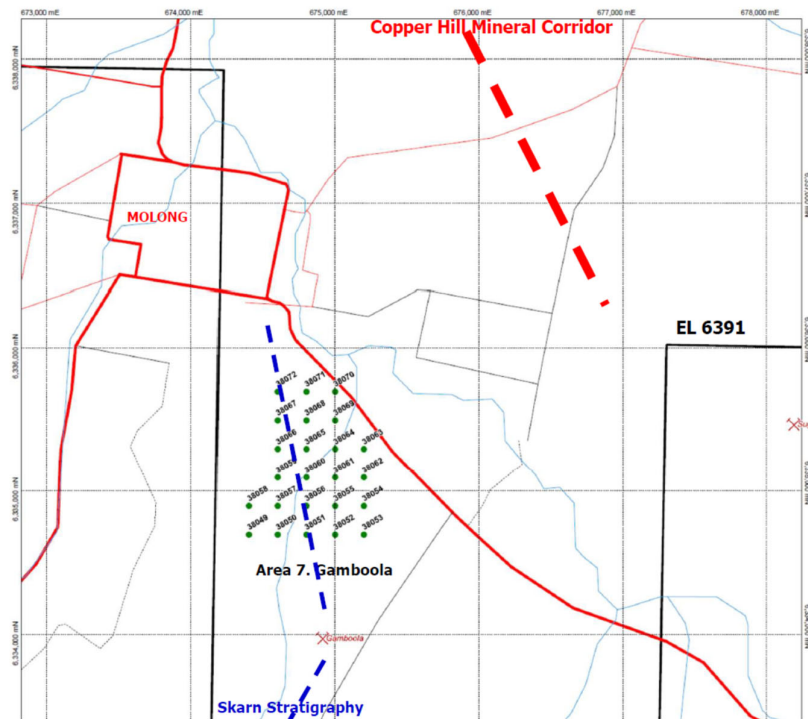 673,000 mE 674,000 mE 675,000 mE 676,000 mE 677,000 mE 678,000 mE
Copper Hill Mineral Corridor
6,338,000 mN
6,337,000 mN
MOLONG
EL 6391
6,336,000 mN
38072 38071 38070
38067 38068 38069
38066 38065 38064 38063
38059 38060 38061 38062
38058 38057 38056 38055 38054
6,335,000 mN
38049 38050 38051 38052 38053
Area 7. Gamboola
6,334,000 mN
Gamboola
Skarn Stratigraphy